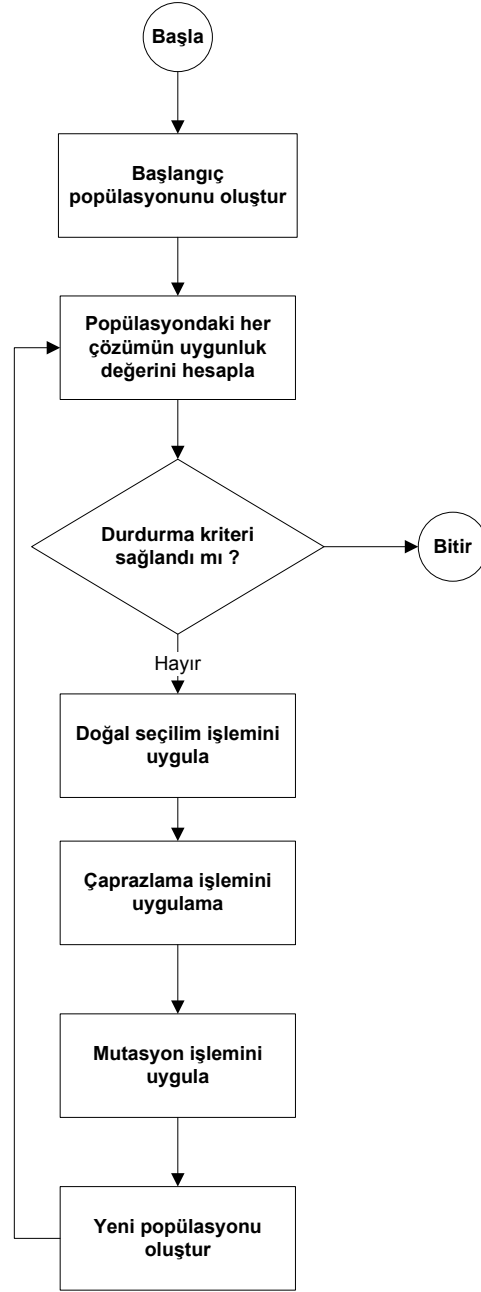 Başla
Başlangıç
popülasyonunu oluştur
Popülasyondaki her
çözümün uygunluk
değerini hesapla
Durdurma kriteri
sağlandı mı ?
Bitir
Hayır
Doğal seçilim işlemini
uygula
Çaprazlama işlemini
uygulama
Mutasyon işlemini
uygula
Yeni popülasyonu
oluştur